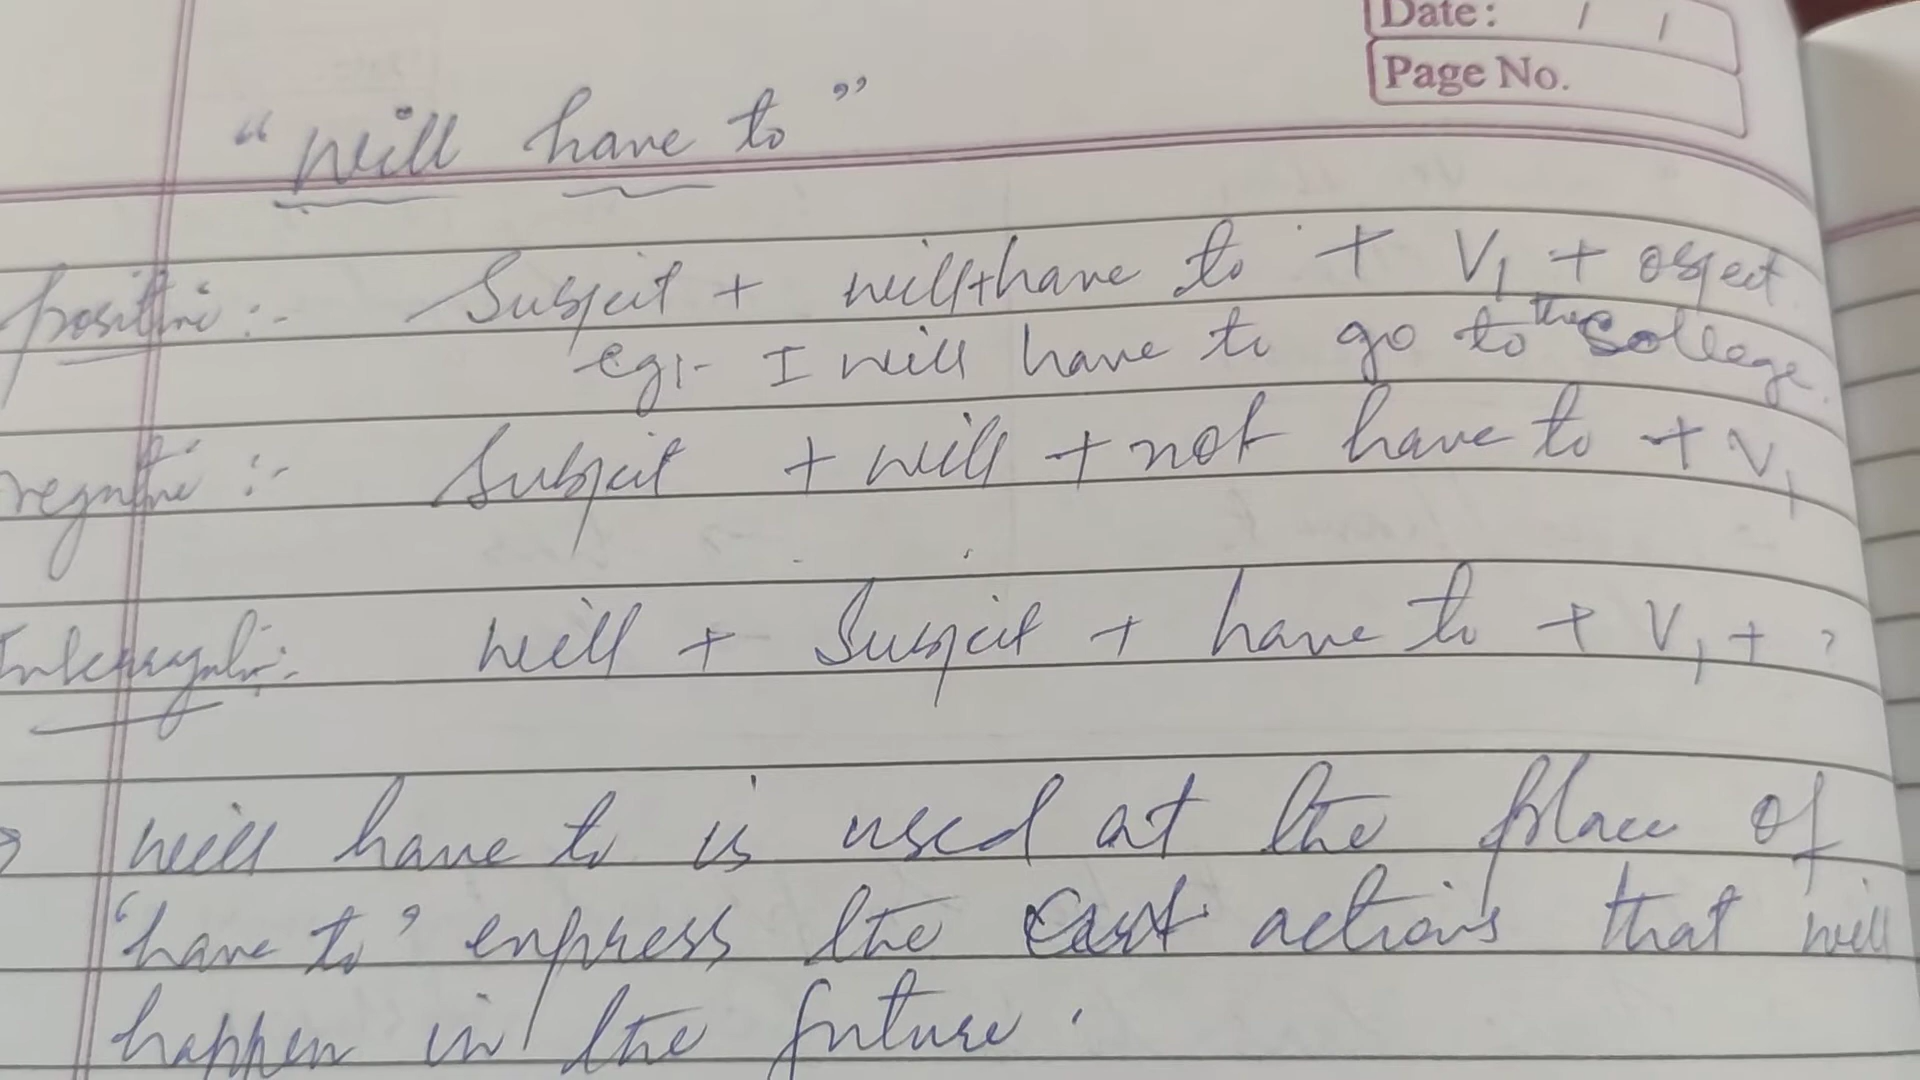 Date: / /
Page No.
"Will have to"
positive :- Subject + will+have to + V1 + object
eg:- I will have to go to the college.
negative :- Subject + will + not have to + V1
Interrogative:- Will + Subject + have to + V1 + ?
will have to is used at the place of
'have to' express the actions that will
happen in the future.